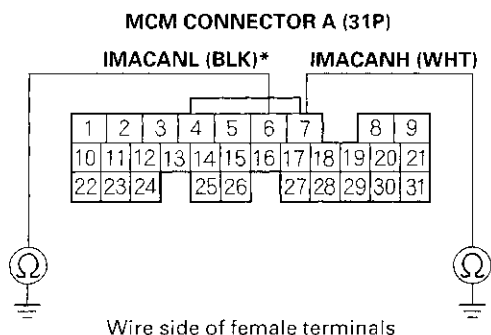 MCM CONNECTOR A (31P)
IMACANL (BLK)* IMACANH (WHT)
1 2 3 4 5 6 7 8 9
10 11 12 13 14 15 16 17 18 19 20 21
22 23 24 25 26 27 28 29 30 31
Ω Ω
Wire side of female terminals